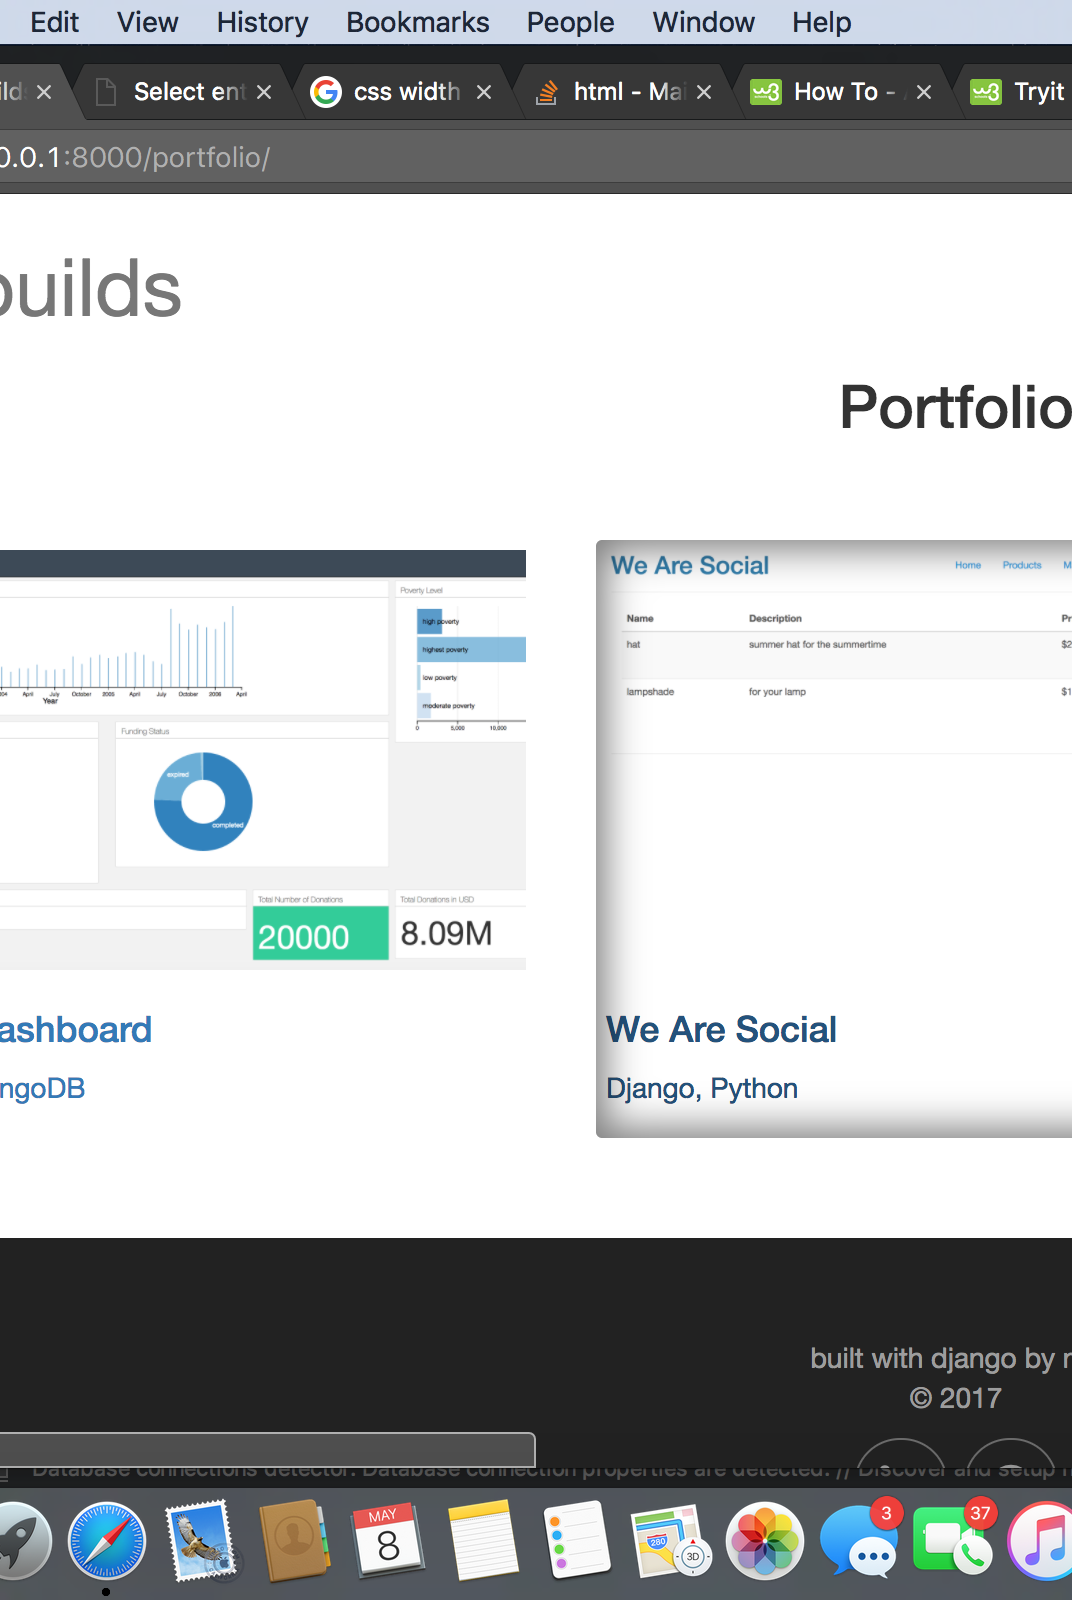 Edit View History Bookmarks People Window Help
Select ent css width html - Mai How To - Tryit
0.0.1:8000/portfolio/
builds
Portfolio
We Are Social Home Products M
Poverty Level
Name Description Pr
high poverty
hat summer hat for the summertime $2
highest poverty
low poverty
lampshade for your lamp $1
moderate poverty
April July October 2005 April July October 2006 April
Year
0 5,000 10,000
Funding Status
expired
completed
Total Number of Donations Total Donations in USD
20000 8.09M
ashboard
ngoDB
We Are Social
Django, Python
built with django by
© 2017
Database connections detector: Database connection properties are detected. // Discover and setup
MAY
8
280
3D
3
37